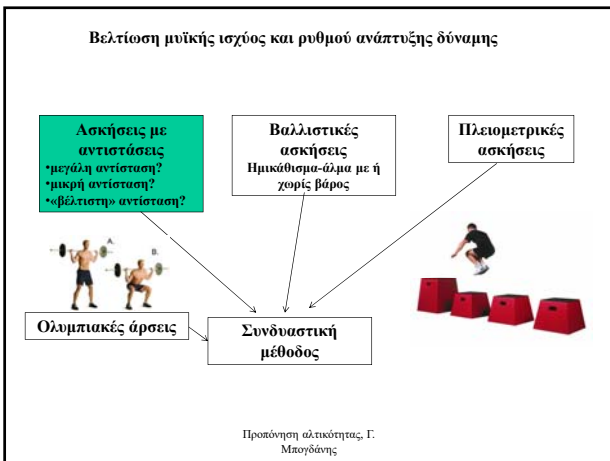 Βελτίωση μυϊκής ισχύος και ρυθμού ανάπτυξης δύναμης
Ασκήσεις με
αντιστάσεις
•μεγάλη αντίσταση?
•μικρή αντίσταση?
•«βέλτιστη» αντίσταση?
Βαλλιστικές
ασκήσεις
Ημικάθισμα-άλμα με ή
χωρίς βάρος
Πλειομετρικές
ασκήσεις
A.
B.
Ολυμπιακές άρσεις
Συνδυαστική
μέθοδος
Προπόνηση αλτικότητας, Γ.
Μπογδάνης